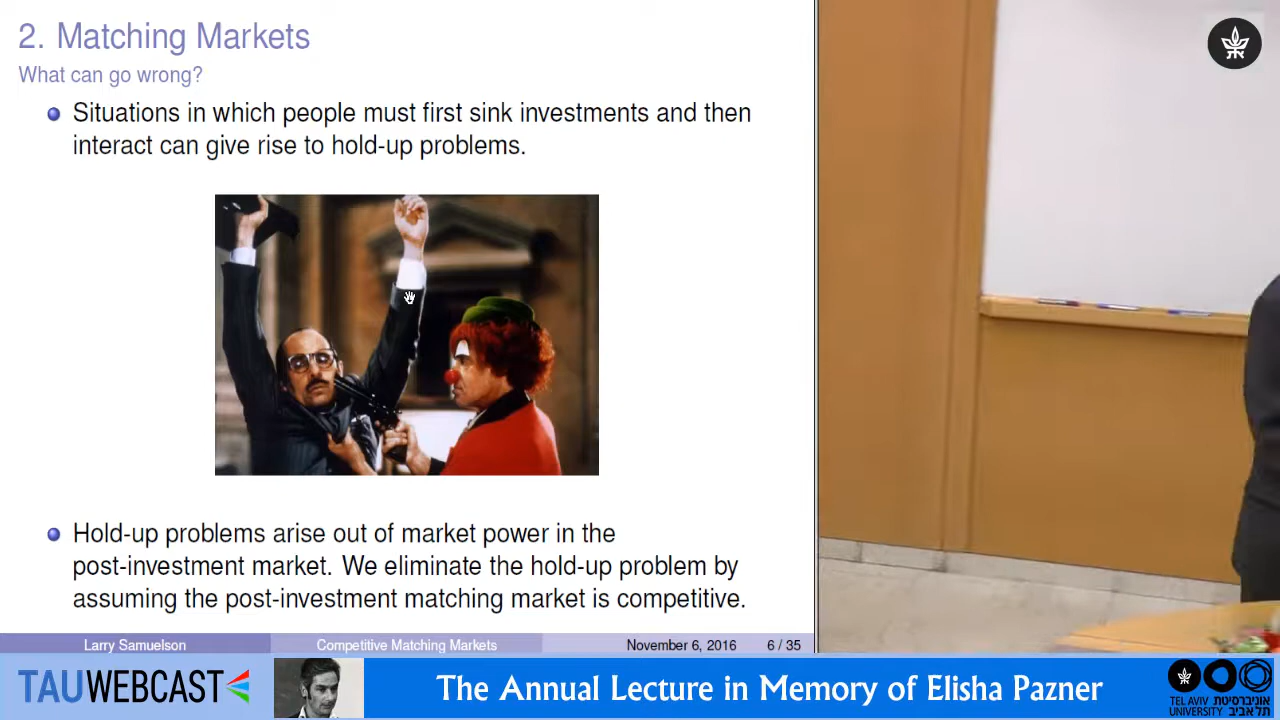 2. Matching Markets
What can go wrong?
Situations in which people must first sink investments and then
interact can give rise to hold-up problems.
Hold-up problems arise out of market power in the
post-investment market. We eliminate the hold-up problem by
assuming the post-investment matching market is competitive.
Larry Samuelson
Competitive Matching Markets
November 6, 2016
6 / 35
TAUWEBCAST
The Annual Lecture in Memory of Elisha Pazner
TEL AVIV אוניברסיטת
UNIVERSITY תל אביב